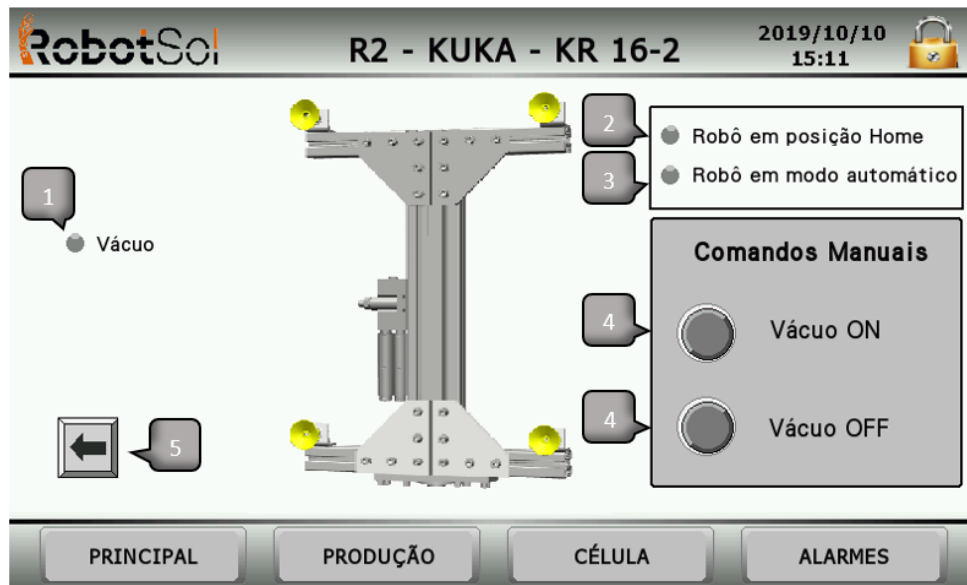 RobotSol
R2 - KUKA - KR 16-2
2019/10/10
15:11
1
Vácuo
2
Robô em posição Home
3
Robô em modo automático
Comandos Manuais
4
Vácuo ON
4
Vácuo OFF
5
PRINCIPAL
PRODUÇÃO
CÉLULA
ALARMES